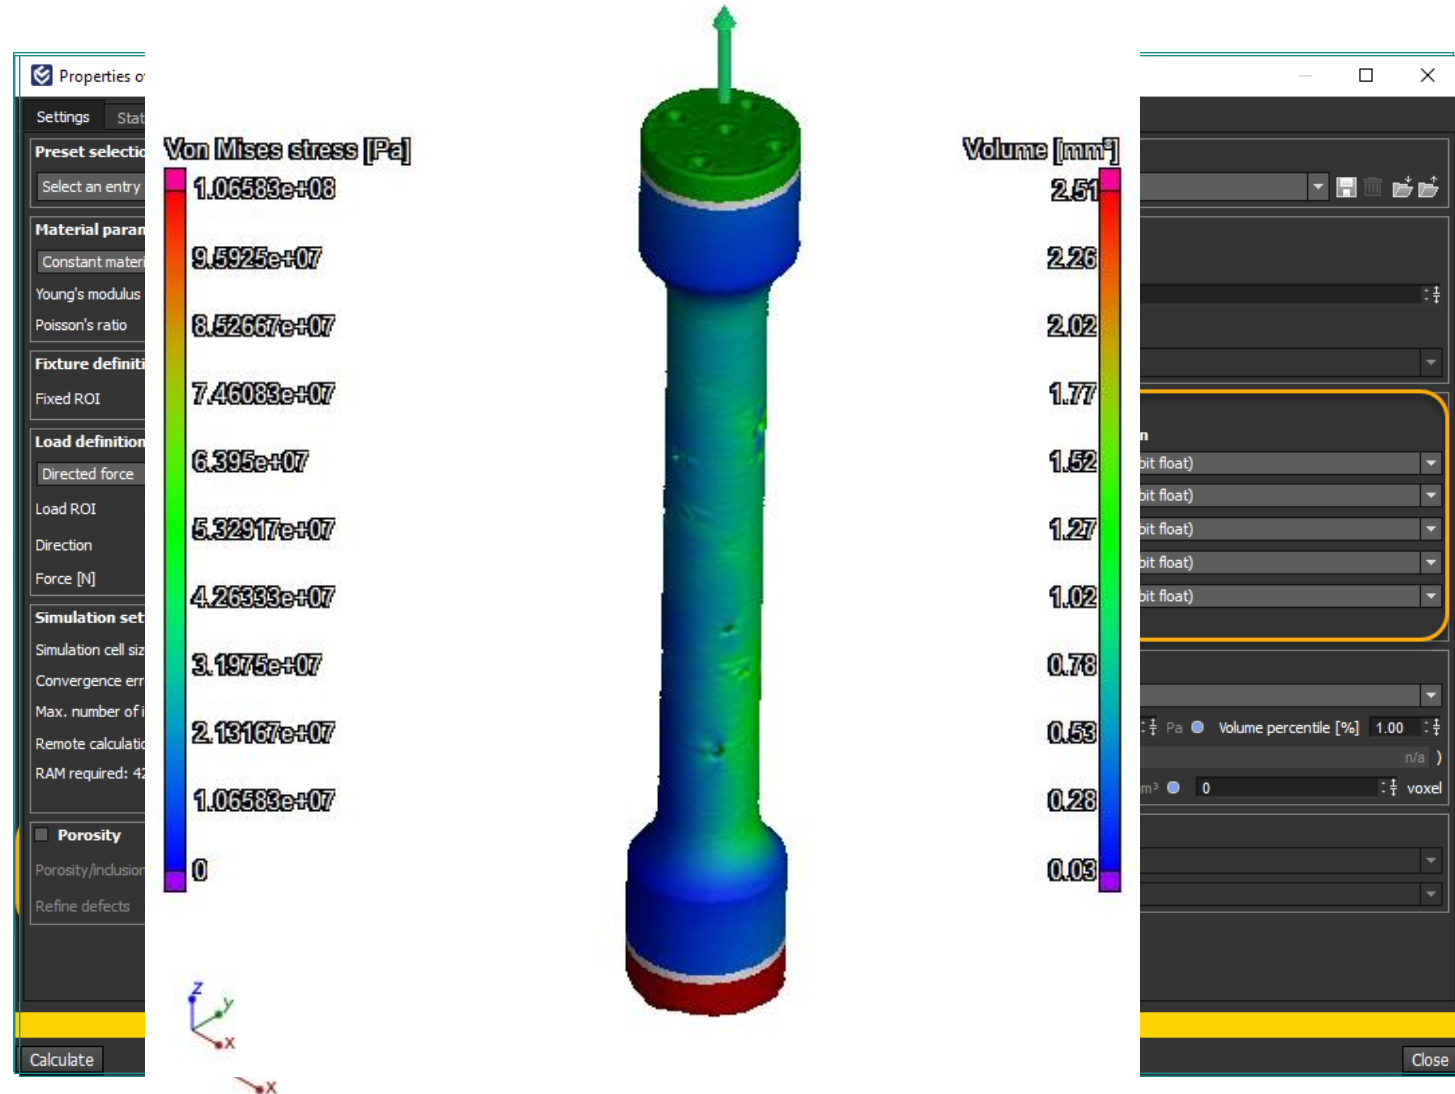 Properties o
Settings Stat
Preset selectio
Select an entry
Material paran
Constant materi
Young's modulus
Poisson's ratio
Fixture definiti
Fixed ROI
Load definition
Directed force
Load ROI
Direction
Force [N]
Simulation set
Simulation cell siz
Convergence err
Max. number of i
Remote calculatio
RAM required: 42
Porosity
Porosity/inclusion
Refine defects
Calculate
Von Mises stress [Pa]
1.06583e+08
9.5925e+07
8.52667e+07
7.46083e+07
6.395e+07
5.32917e+07
4.26333e+07
3.1975e+07
2.13167e+07
1.06583e+07
0
z
y
x
x
Volume [mm³]
2.51
2.26
2.02
1.77
1.52
1.27
1.02
0.78
0.53
0.28
0.03
n
bit float)
bit float)
bit float)
bit float)
bit float)
Pa Volume percentile [%] 1.00
n/a )
m³ 0 voxel
Close